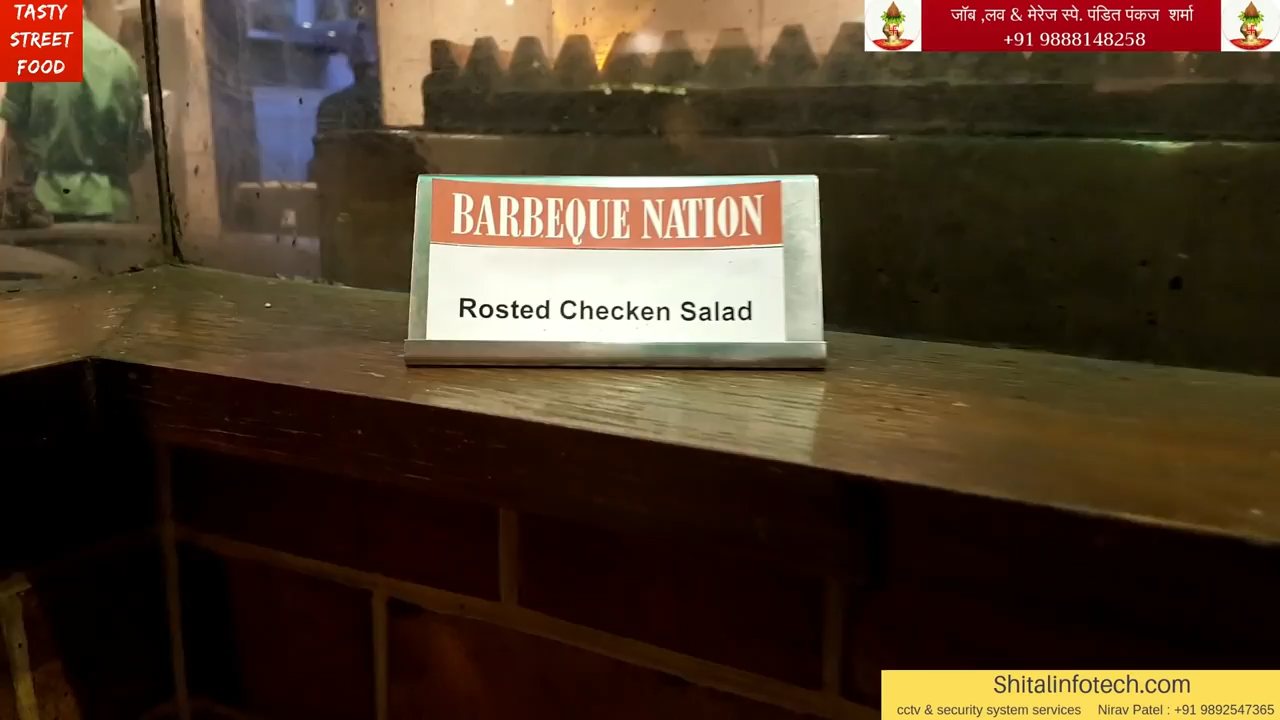 TASTY
STREET
FOOD
जॉब ,लव & मेरेज स्पे. पंडित पंकज शर्मा
+91 9888148258
BARBEQUE NATION
Rosted Checken Salad
Shitalinfotech.com
cctv & security system services Nirav Patel : +91 9892547365